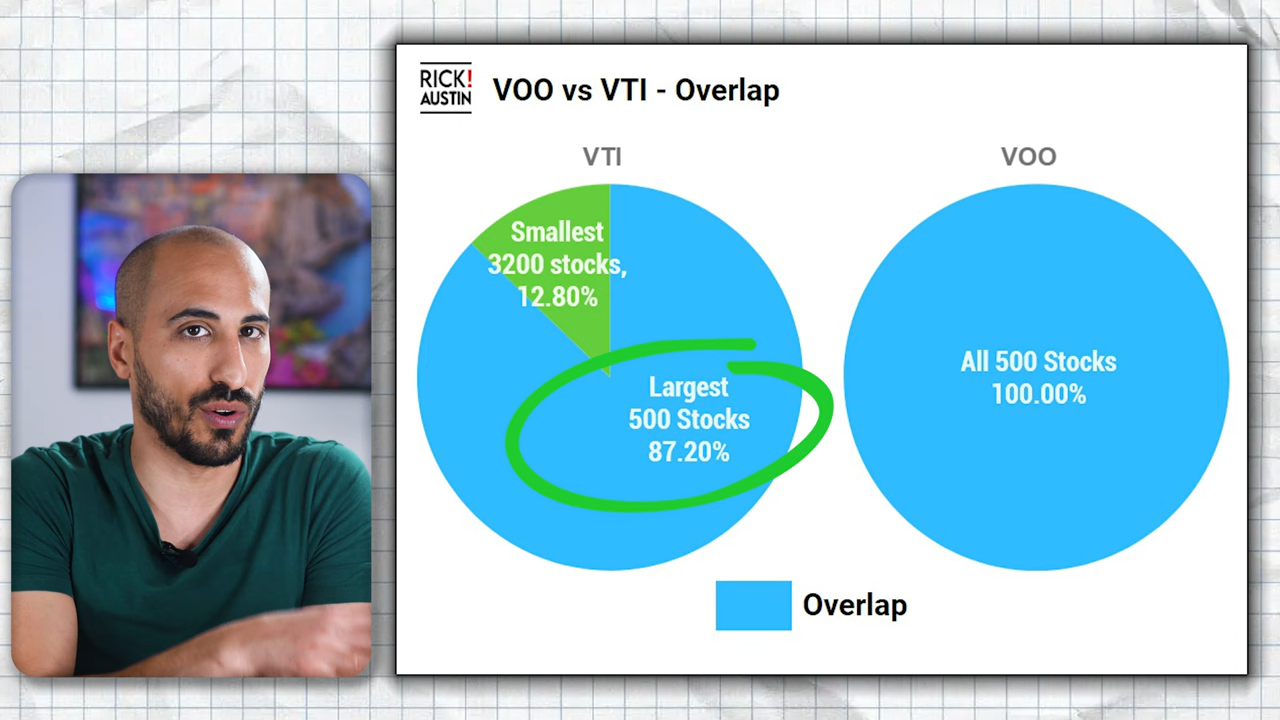 RICK!
AUSTIN
VOO vs VTI - Overlap
VTI
VOO
Smallest
3200 stocks,
12.80%
Largest
500 Stocks
87.20%
All 500 Stocks
100.00%
Overlap